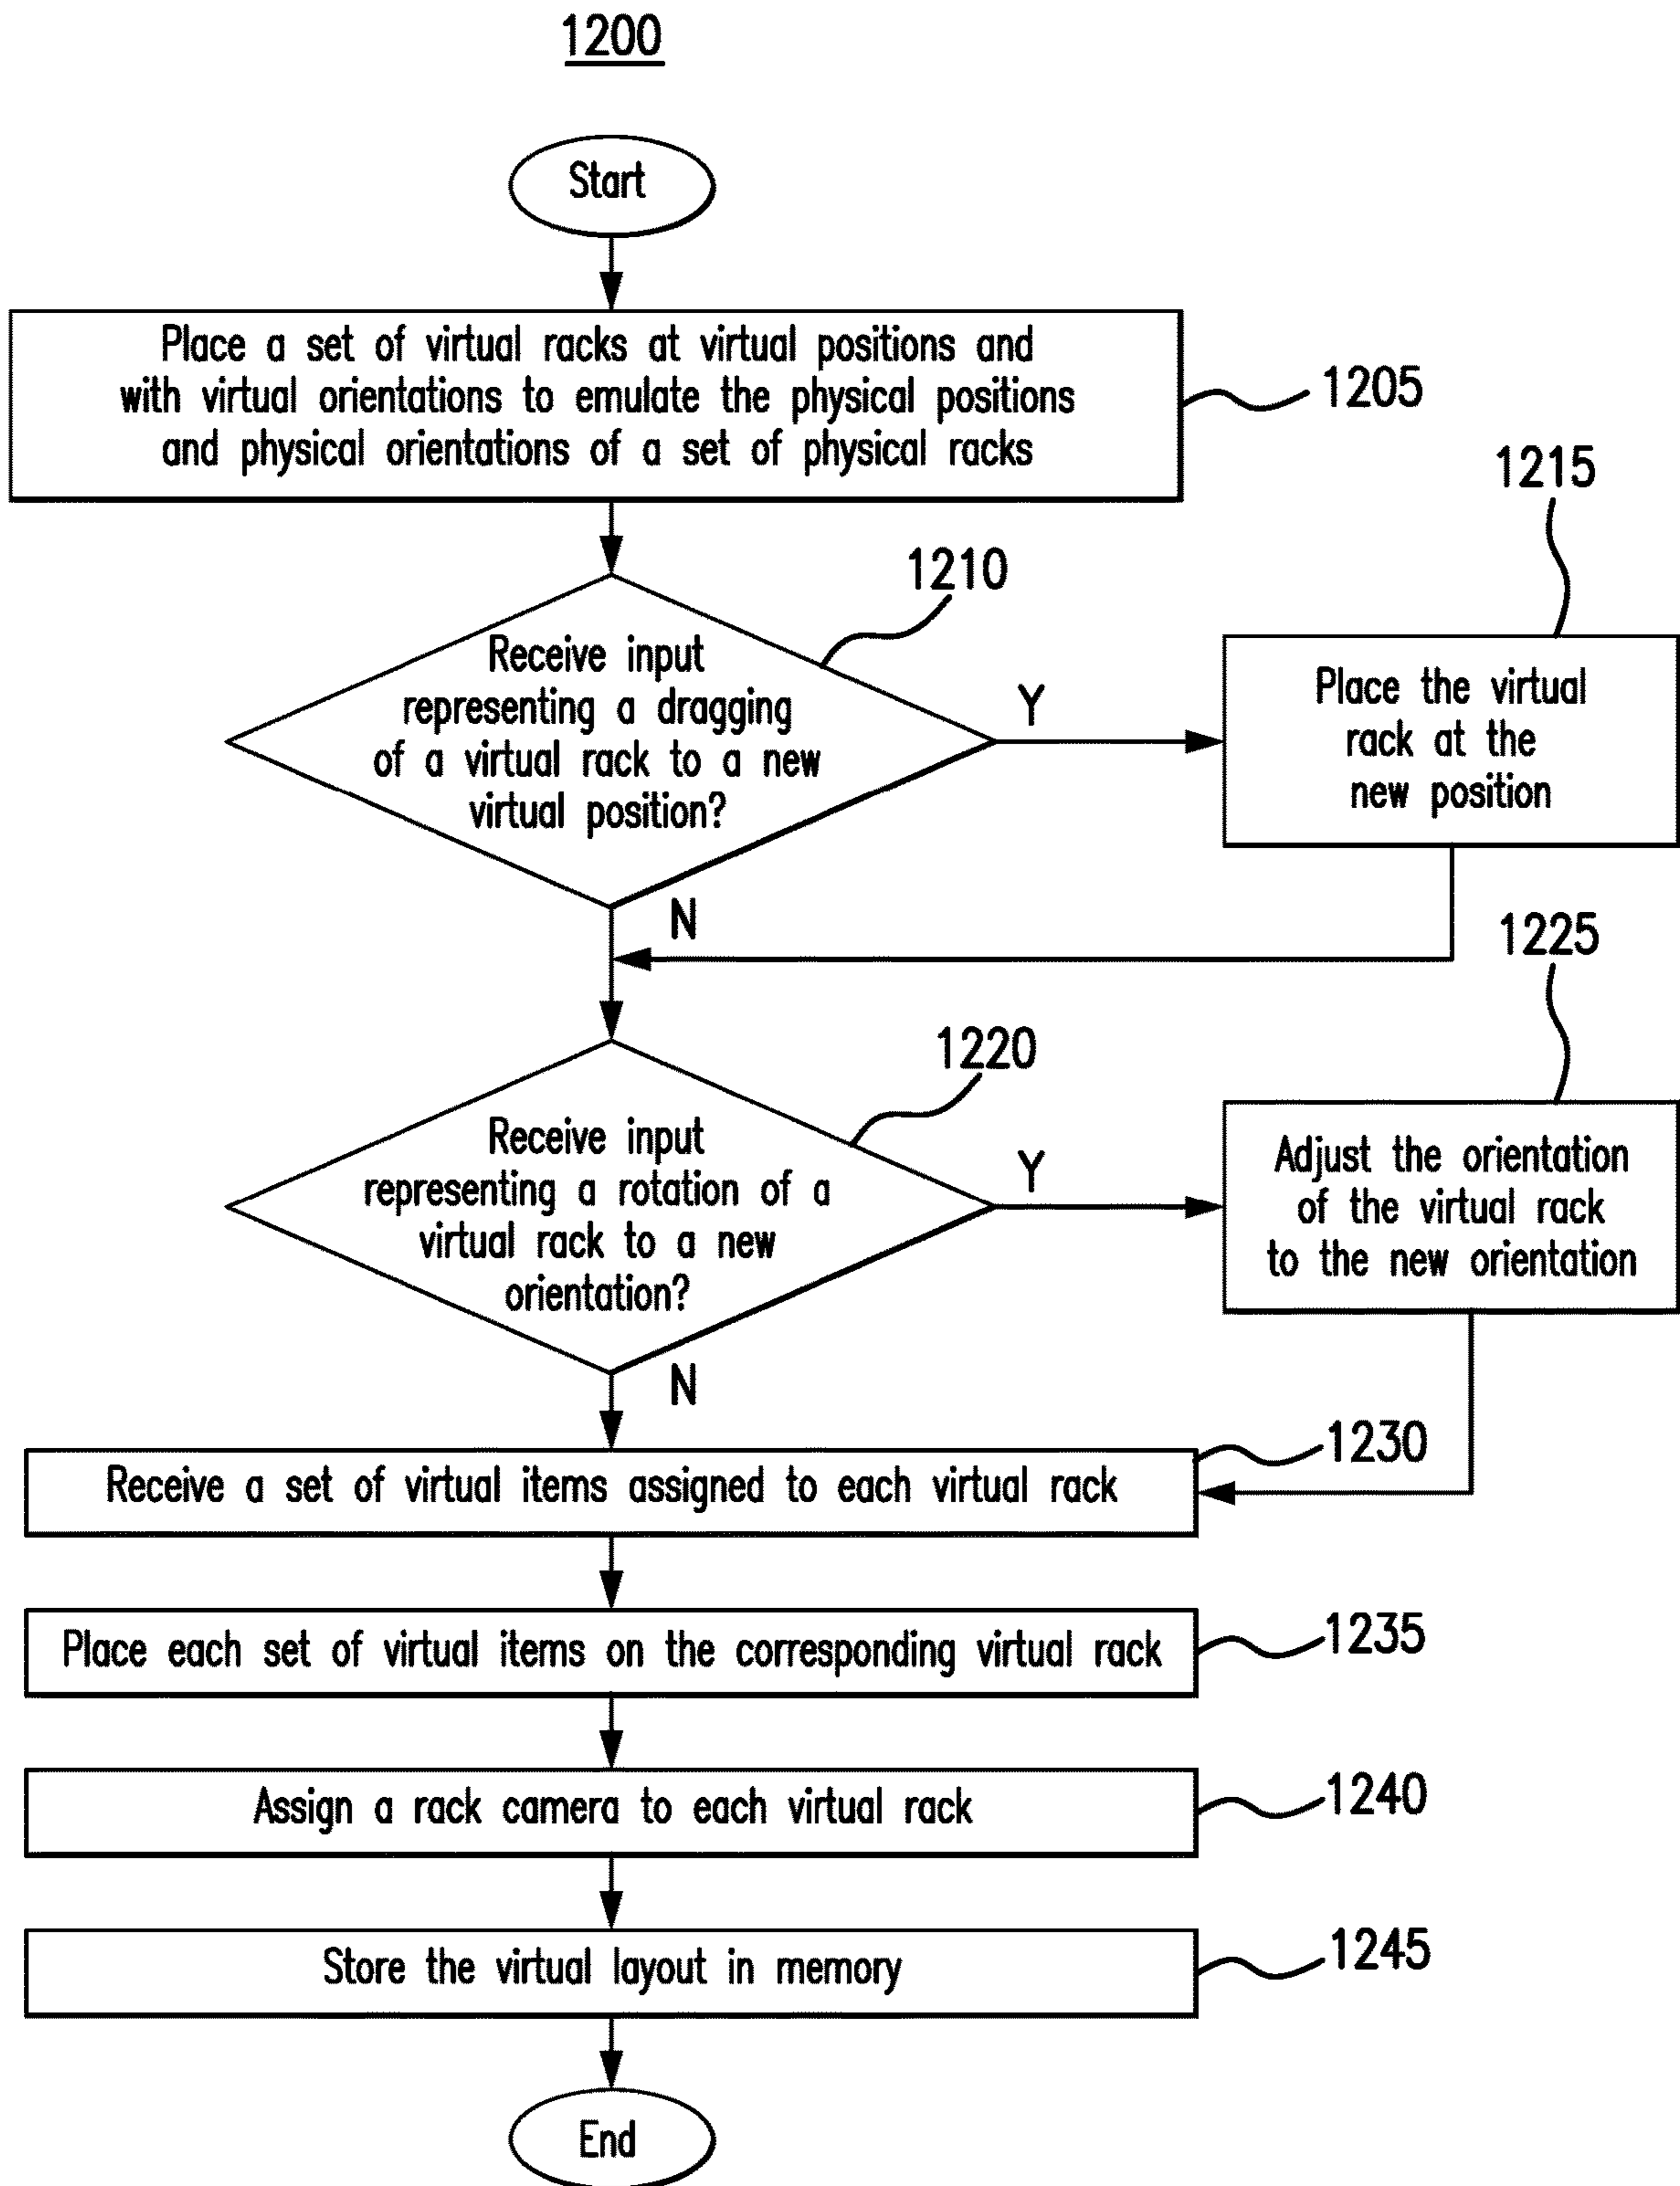 1200
Start
Place a set of virtual racks at virtual positions and
with virtual orientations to emulate the physical positions
and physical orientations of a set of physical racks
1205
1210
Receive input
representing a dragging
of a virtual rack to a new
virtual position?
Y
N
1215
Place the virtual
rack at the
new position
1220
Receive input
representing a rotation of a
virtual rack to a new
orientation?
Y
N
1225
Adjust the orientation
of the virtual rack
to the new orientation
Receive a set of virtual items assigned to each virtual rack
1230
Place each set of virtual items on the corresponding virtual rack
1235
Assign a rack camera to each virtual rack
1240
Store the virtual layout in memory
1245
End